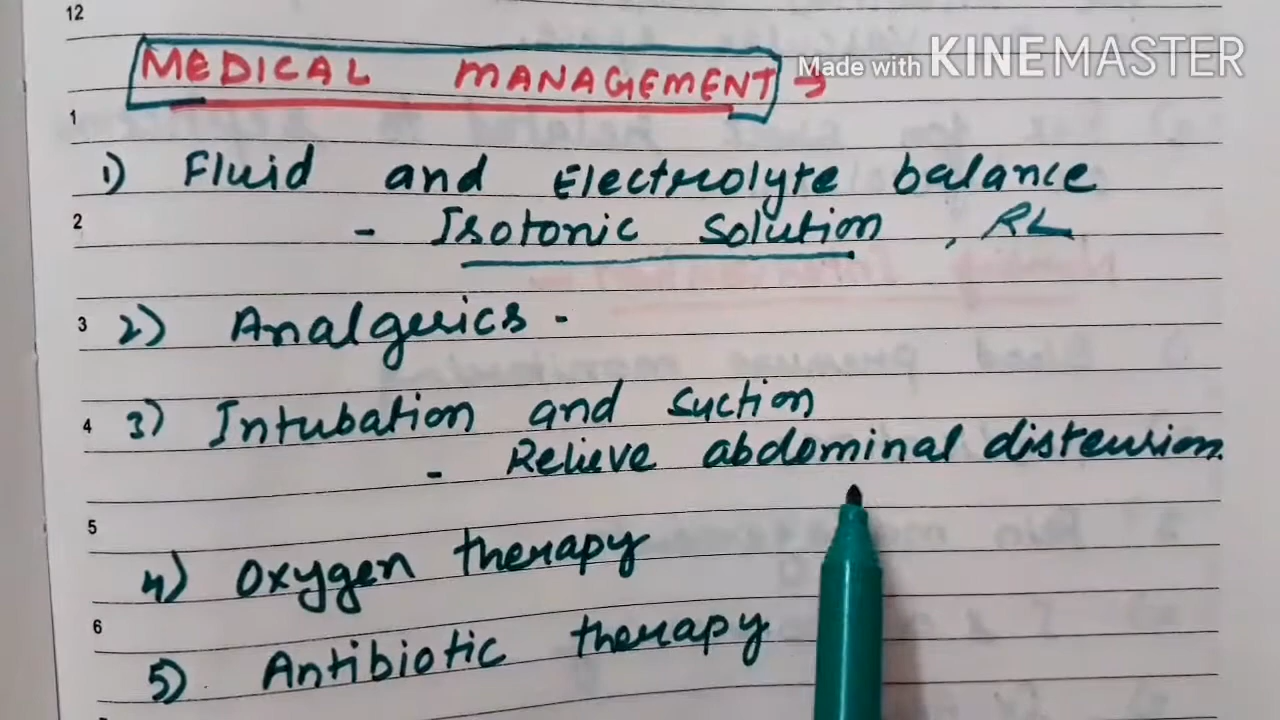 12
Made with KINEMASTER
MEDICAL MANAGEMENT →
1
1) Fluid and Electrolyte balance
2
- Isotonic Solution , RL
3
2) Analgesics -
4
3) Intubation and suction
- Relieve abdominal distension.
5
4) Oxygen therapy
6
5) Antibiotic therapy